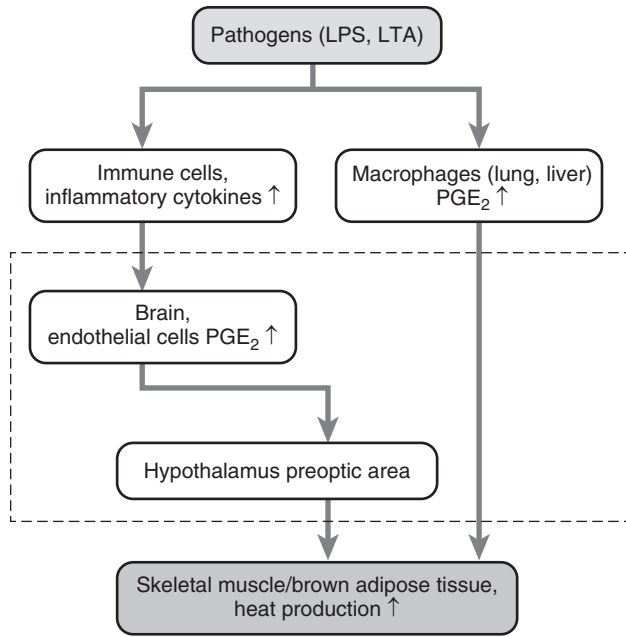 Pathogens (LPS, LTA)
Immune cells,
inflammatory cytokines ↑
Macrophages (lung, liver)
PGE₂ ↑
Brain,
endothelial cells PGE₂ ↑
Hypothalamus preoptic area
Skeletal muscle/brown adipose tissue,
heat production ↑